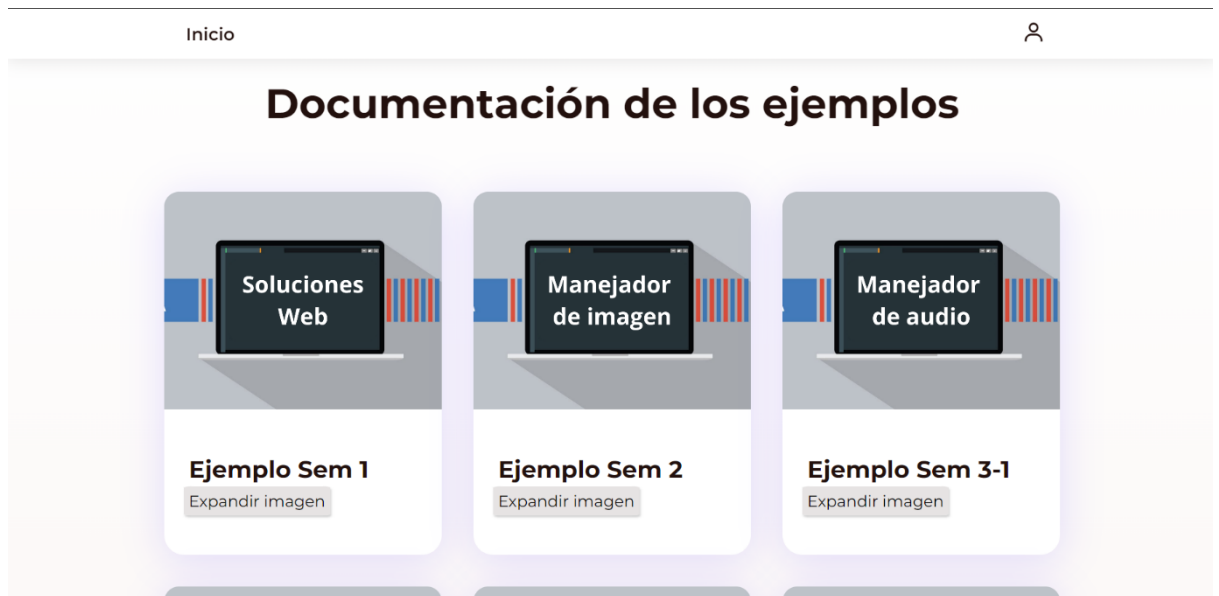 Inicio
Documentación de los ejemplos
Soluciones
Web
Manejador
de imagen
Manejador
de audio
Ejemplo Sem 1
Expandir imagen
Ejemplo Sem 2
Expandir imagen
Ejemplo Sem 3-1
Expandir imagen